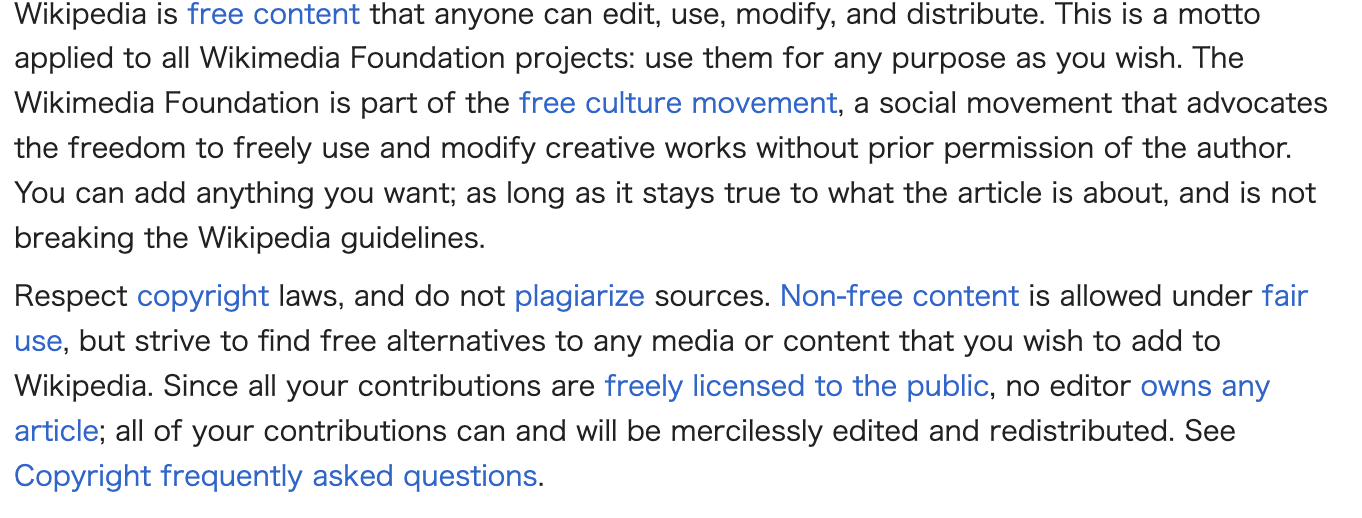 Wikipedia is free content that anyone can edit, use, modify, and distribute. This is a motto
applied to all Wikimedia Foundation projects: use them for any purpose as you wish. The
Wikimedia Foundation is part of the free culture movement, a social movement that advocates
the freedom to freely use and modify creative works without prior permission of the author.
You can add anything you want; as long as it stays true to what the article is about, and is not
breaking the Wikipedia guidelines.
Respect copyright laws, and do not plagiarize sources. Non-free content is allowed under fair
use, but strive to find free alternatives to any media or content that you wish to add to
Wikipedia. Since all your contributions are freely licensed to the public, no editor owns any
article; all of your contributions can and will be mercilessly edited and redistributed. See
Copyright frequently asked questions.